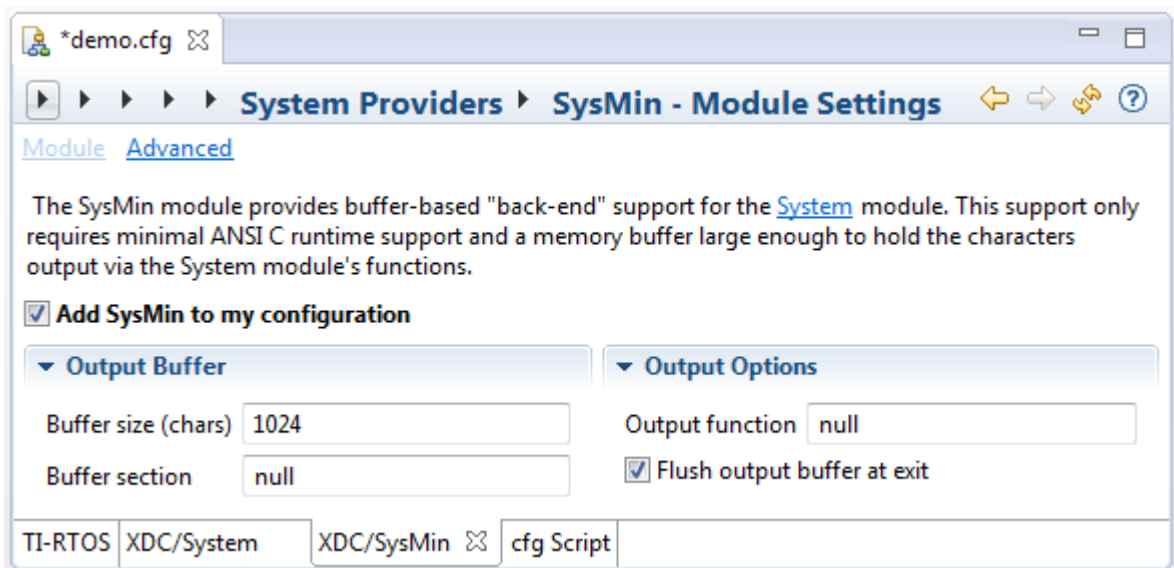 *demo.cfg
System Providers SysMin - Module Settings
Module Advanced
The SysMin module provides buffer-based "back-end" support for the System module. This support only
requires minimal ANSI C runtime support and a memory buffer large enough to hold the characters
output via the System module's functions.
Add SysMin to my configuration
Output Buffer
Buffer size (chars) 1024
Buffer section null
Output Options
Output function null
Flush output buffer at exit
TI-RTOS XDC/System XDC/SysMin cfg Script